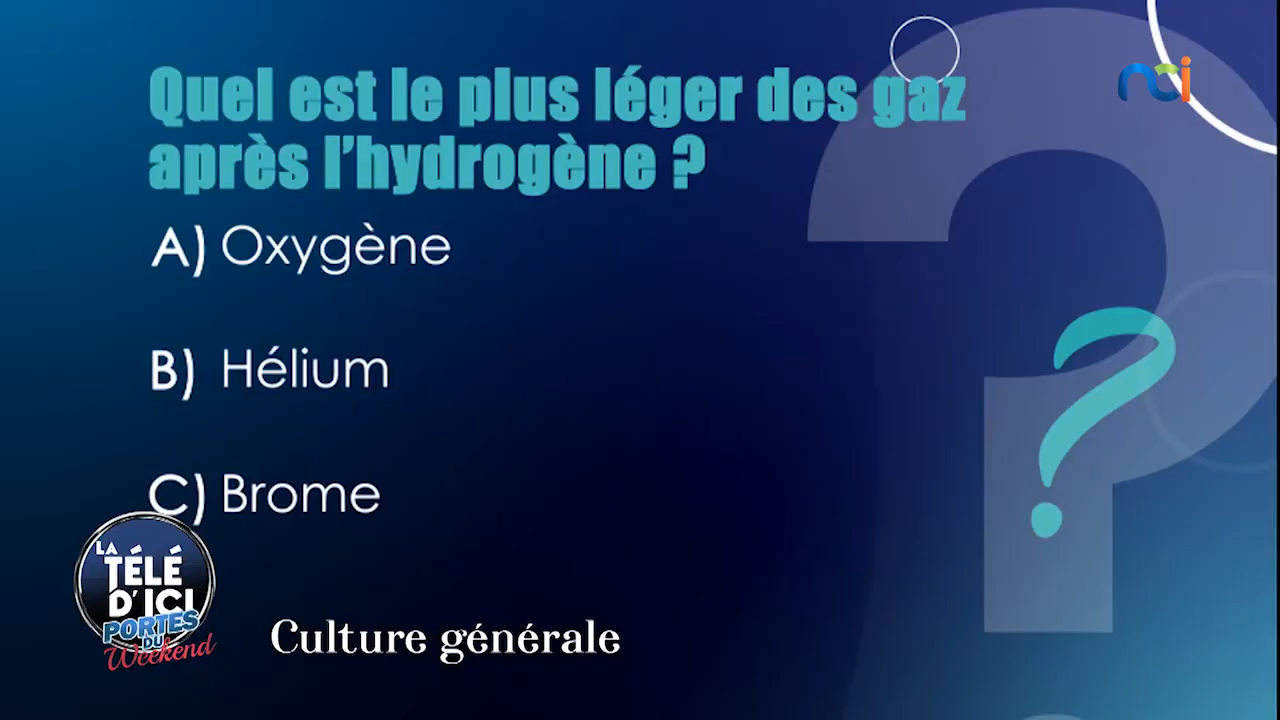 nci
Quel est le plus léger des gaz
après l'hydrogène ?
A) Oxygène
B) Hélium
C) Brome
LA
TÉLÉ
D'ICI
PORTES
DU
Weekend
Culture générale